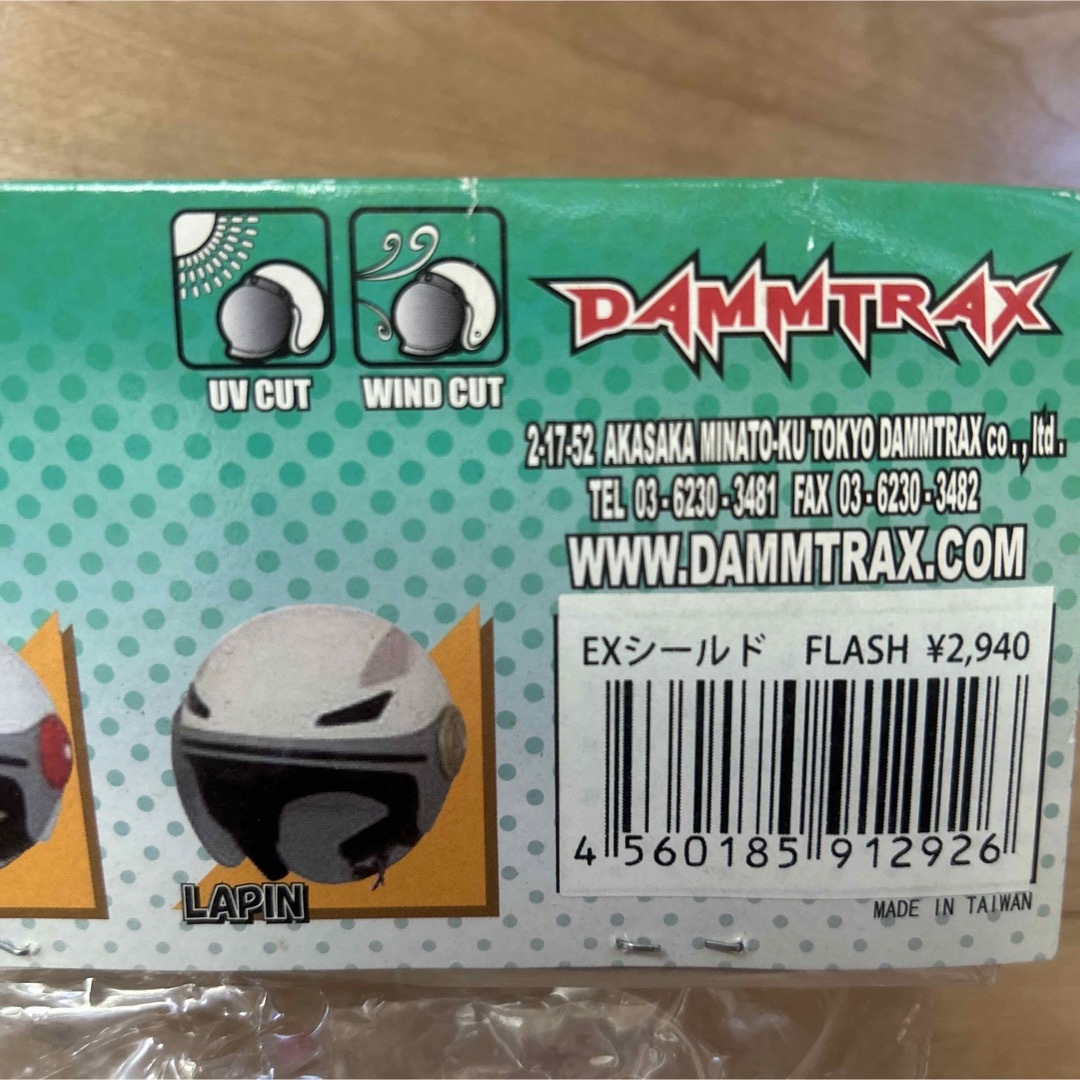 UV CUT
WIND CUT
DAMMTRAX
2-17-52 AKASAKA MINATO-KU TOKYO DAMMTRAX co., ltd.
TEL 03-6230-3481 FAX 03-6230-3482
WWW.DAMMTRAX.COM
EXシールド FLASH ¥2,940
4 560185 912926
MADE IN TAIWAN
LAPIN